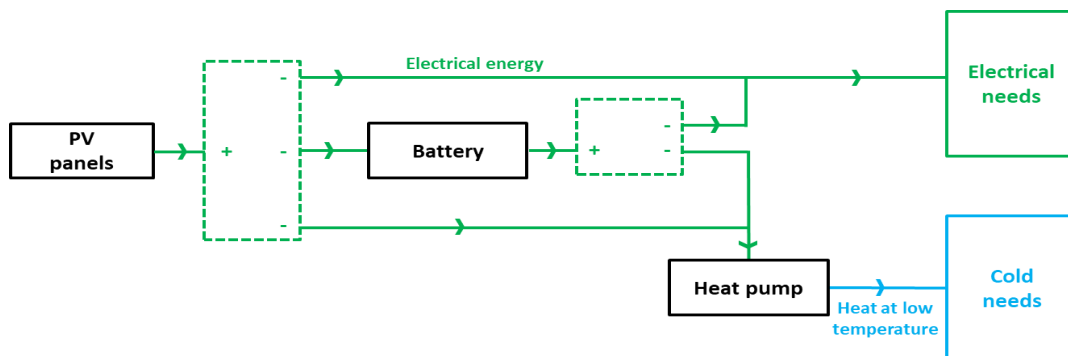 Electrical energy
Electrical
needs
PV
panels
+
-
-
-
Battery
+
-
-
Heat pump
Heat at low
temperature
Cold
needs